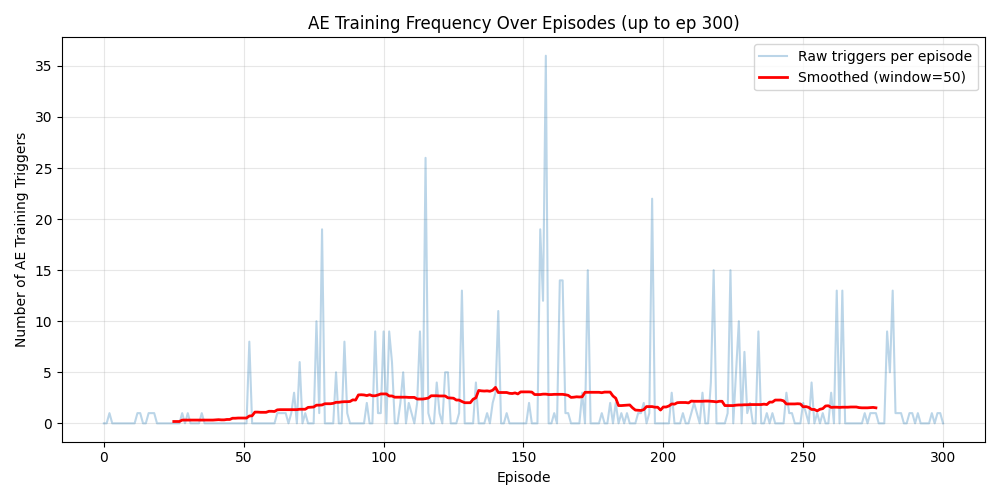 AE Training Frequency Over Episodes (up to ep 300)
Raw triggers per episode
Smoothed (window=50)
Number of AE Training Triggers
35
30
25
20
15
10
5
0
0 50 100 150 200 250 300
Episode